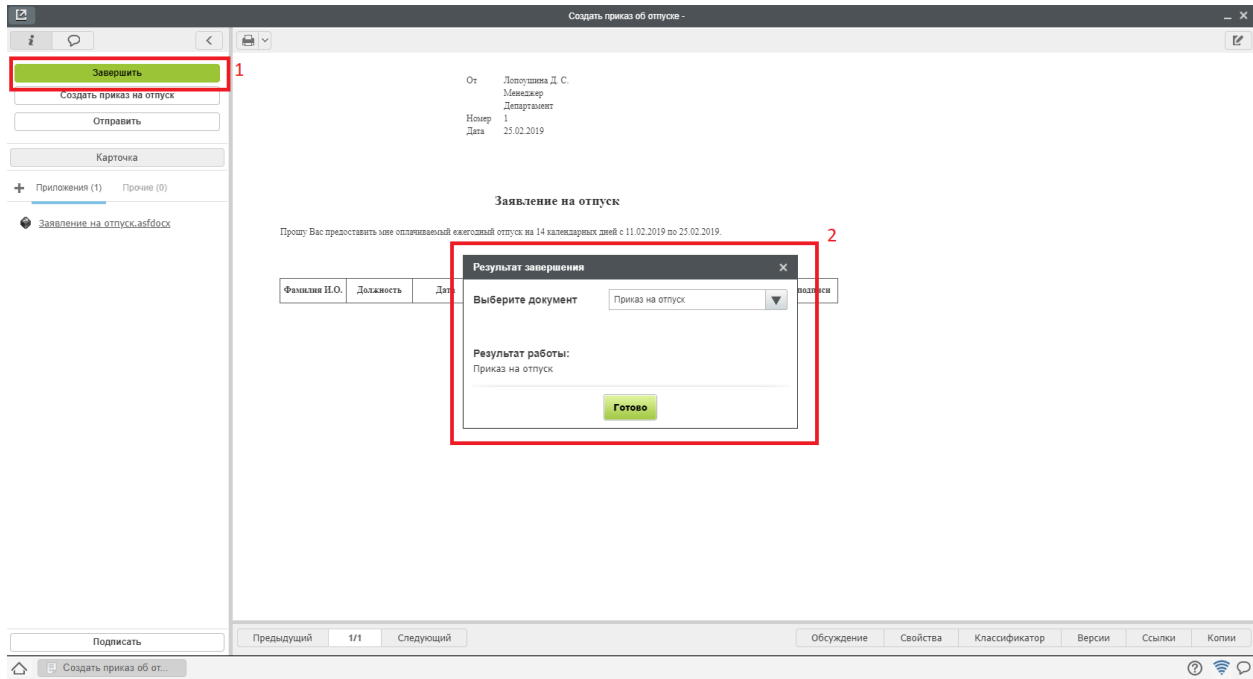 Создать приказ об отпуске -
i
Завершить
1
Создать приказ на отпуск
Отправить
Карточка
Приложения (1) Прочие (0)
Заявление на отпуск.asfdocx
От Лопоушина Д. С.
Менеджер
Департамент
Номер 1
Дата 25.02.2019
Заявление на отпуск
Прошу Вас предоставить мне оплачиваемый ежегодный отпуск на 14 календарных дней с 11.02.2019 по 25.02.2019.
2
Фамилия И.О. Должность Дата подписи
Результат завершения
Выберите документ Приказ на отпуск
Результат работы:
Приказ на отпуск
Готово
Подписать
Предыдущий 1/1 Следующий Обсуждение Свойства Классификатор Версии Ссылки Копии
Создать приказ об от...